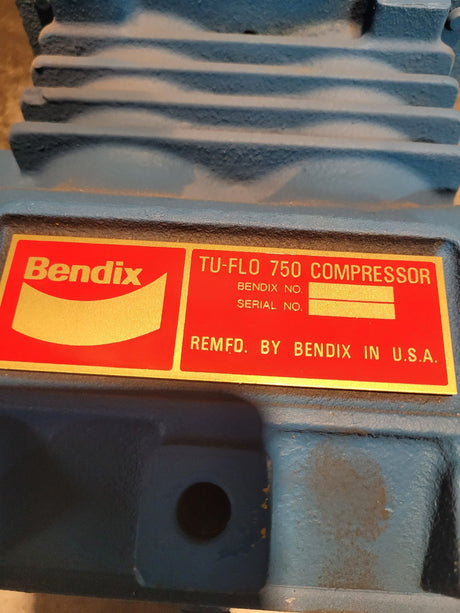 Bendix
TU-FLO 750 COMPRESSOR
BENDIX NO.
SERIAL NO.
REMFD. BY BENDIX IN U.S.A.